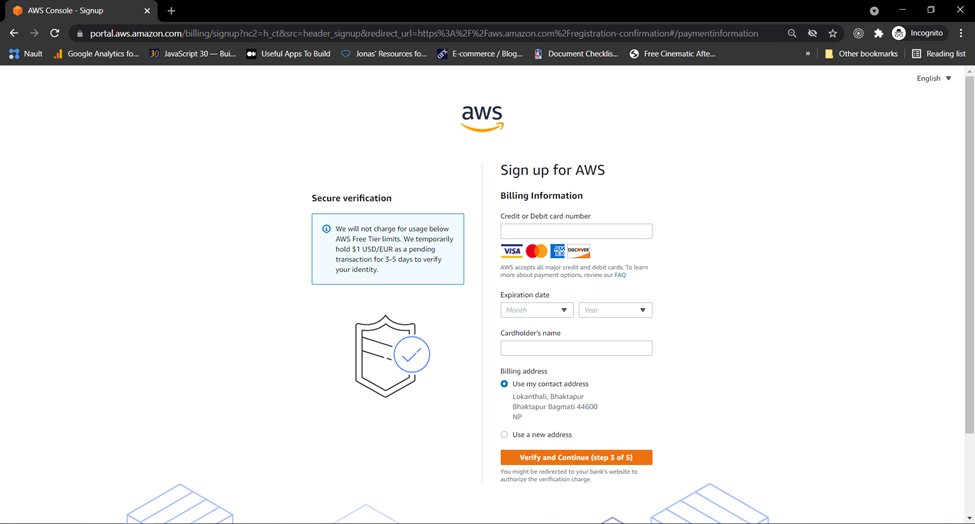 AWS Console - Signup
portal.aws.amazon.com/billing/signup?nc2=h_ct&src=header_signup&redirect_url=https%3A%2F%2Faws.amazon.com%2Fregistration-confirmation#/paymentinformation
Incognito
Nault
Google Analytics fo...
30
JavaScript 30 — Bui...
Useful Apps To Build
Jonas' Resources fo...
E-commerce / Blog...
Document Checklis...
Free Cinematic Afte...
»
Other bookmarks
Reading list
English
aws
Secure verification
We will not charge for usage below
AWS Free Tier limits. We temporarily
hold $1 USD/EUR as a pending
transaction for 3-5 days to verify
your identity.
Sign up for AWS
Billing Information
Credit or Debit card number
VISA
AM
EX
DISCOVER
AWS accepts all major credit and debit cards. To learn
more about payment options, review our FAQ
Expiration date
Month
Year
Cardholder's name
Billing address
Use my contact address
Lokanthali, Bhaktapur
Bhaktapur Bagmati 44600
NP
Use a new address
Verify and Continue (step 3 of 5)
You might be redirected to your bank's website to
authorize the verification charge.